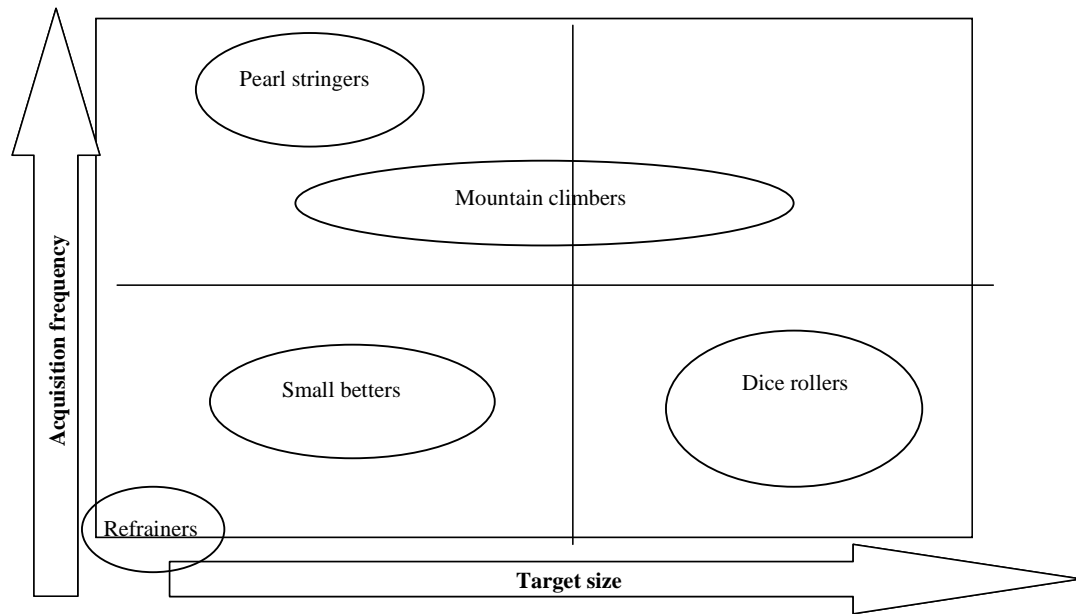 Pearl stringers
Mountain climbers
Acquisition frequency
Small betters
Dice rollers
Refrainers
Target size